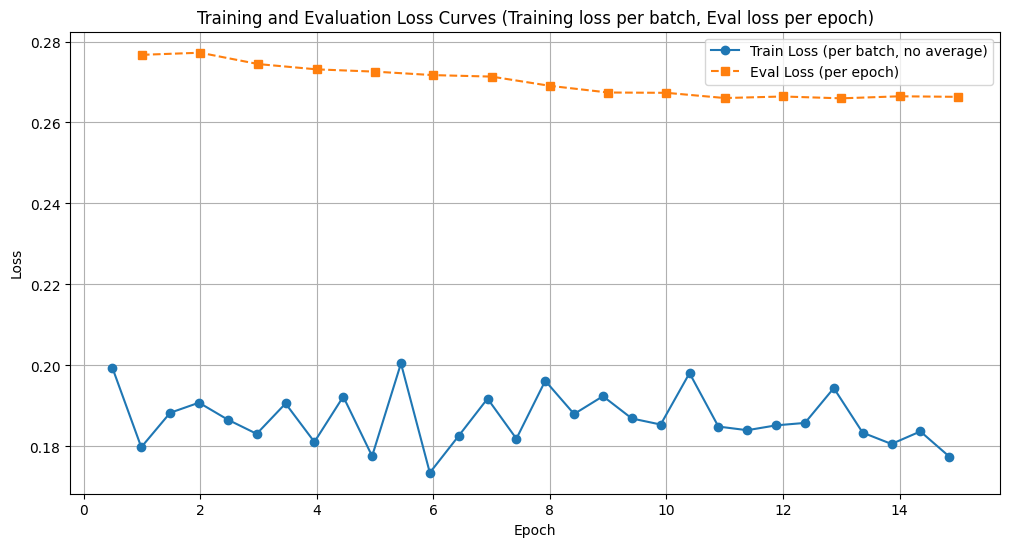 Training and Evaluation Loss Curves (Training loss per batch, Eval loss per epoch)
Train Loss (per batch, no average)
Eval Loss (per epoch)
Loss
0.28
0.26
0.24
0.22
0.20
0.18
0 2 4 6 8 10 12 14
Epoch